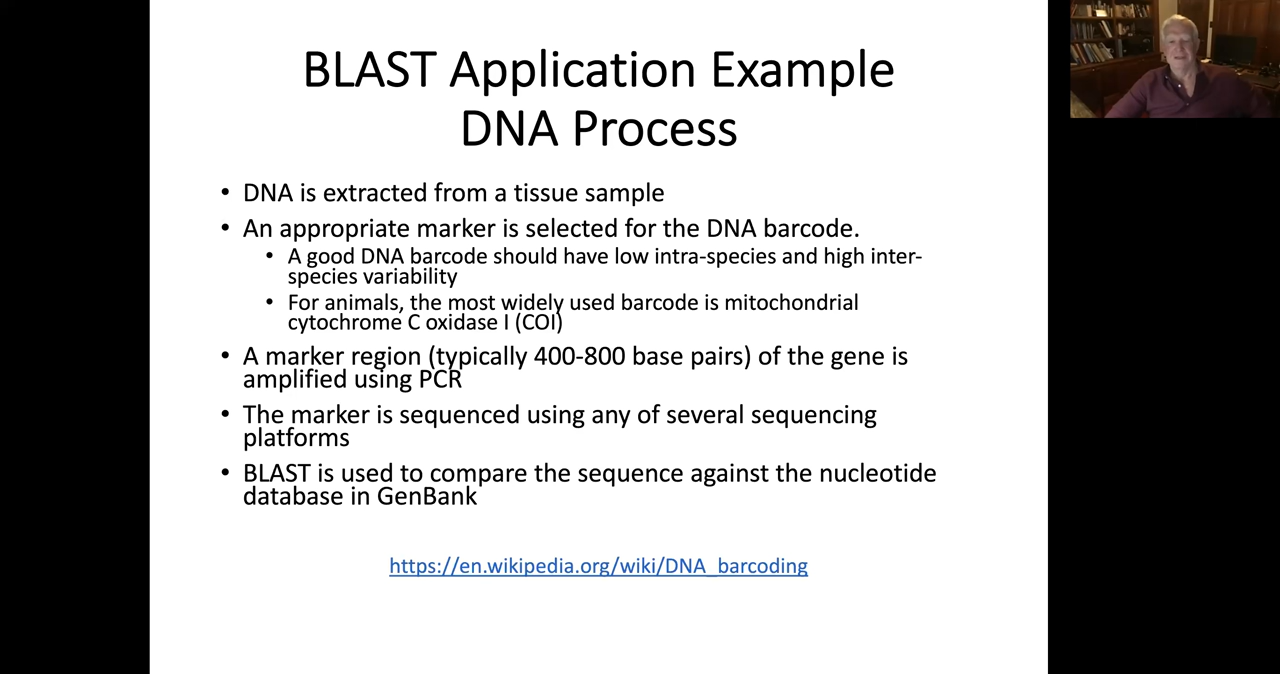 BLAST Application Example
DNA Process
• DNA is extracted from a tissue sample
• An appropriate marker is selected for the DNA barcode.
• A good DNA barcode should have low intra-species and high inter-
species variability
• For animals, the most widely used barcode is mitochondrial
cytochrome C oxidase I (COI)
• A marker region (typically 400-800 base pairs) of the gene is
amplified using PCR
• The marker is sequenced using any of several sequencing
platforms
• BLAST is used to compare the sequence against the nucleotide
database in GenBank
https://en.wikipedia.org/wiki/DNA_barcoding